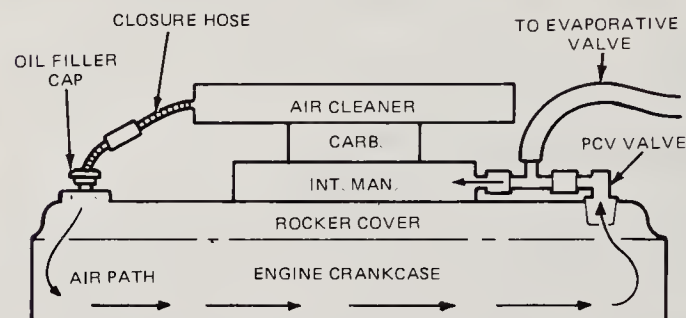 CLOSURE HOSE
OIL FILLER
CAP
TO EVAPORATIVE
VALVE
AIR CLEANER
CARB.
PCV VALVE
INT. MAN.
ROCKER COVER
AIR PATH
ENGINE CRANKCASE